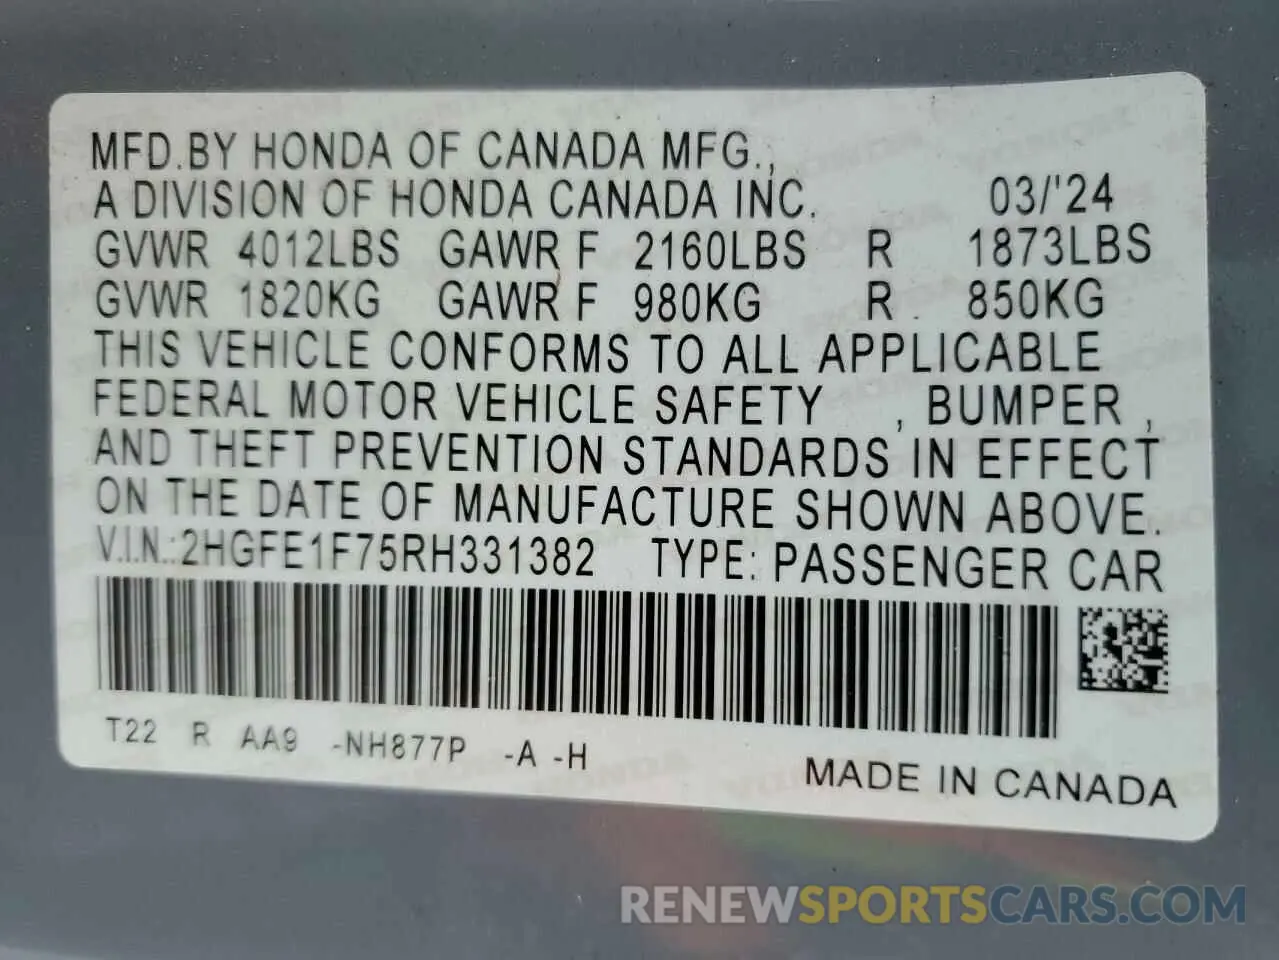 MFD.BY HONDA OF CANADA MFG.,
A DIVISION OF HONDA CANADA INC. 03/'24
GVWR 4012LBS GAWR F 2160LBS R 1873LBS
GVWR 1820KG GAWR F 980KG R 850KG
THIS VEHICLE CONFORMS TO ALL APPLICABLE
FEDERAL MOTOR VEHICLE SAFETY , BUMPER ,
AND THEFT PREVENTION STANDARDS IN EFFECT
ON THE DATE OF MANUFACTURE SHOWN ABOVE.
V.I.N.:2HGFE1F75RH331382 TYPE: PASSENGER CAR
T22 R AA9 -NH877P -A -H
MADE IN CANADA
RENEWSPORTSCARS.COM